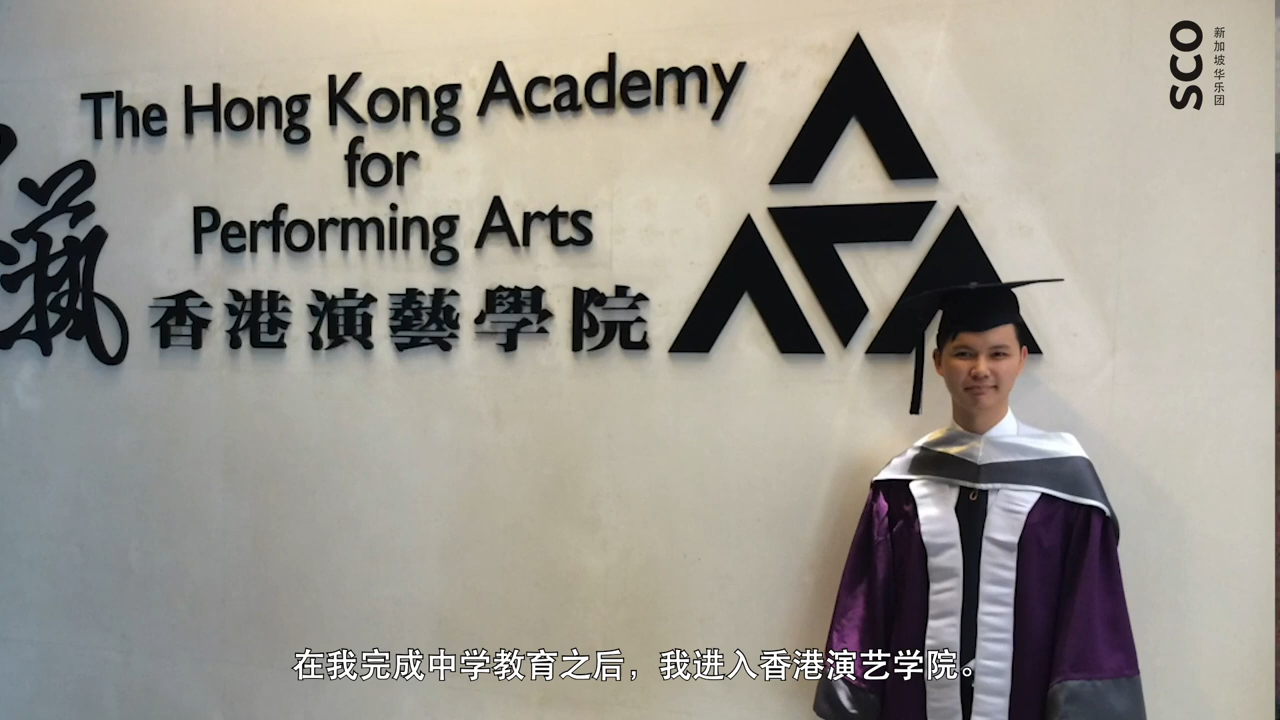 The Hong Kong Academy
for
Performing Arts
香港演藝學院
藝
SCO
新加坡华乐团
在我完成中学教育之后，我进入香港演艺学院。